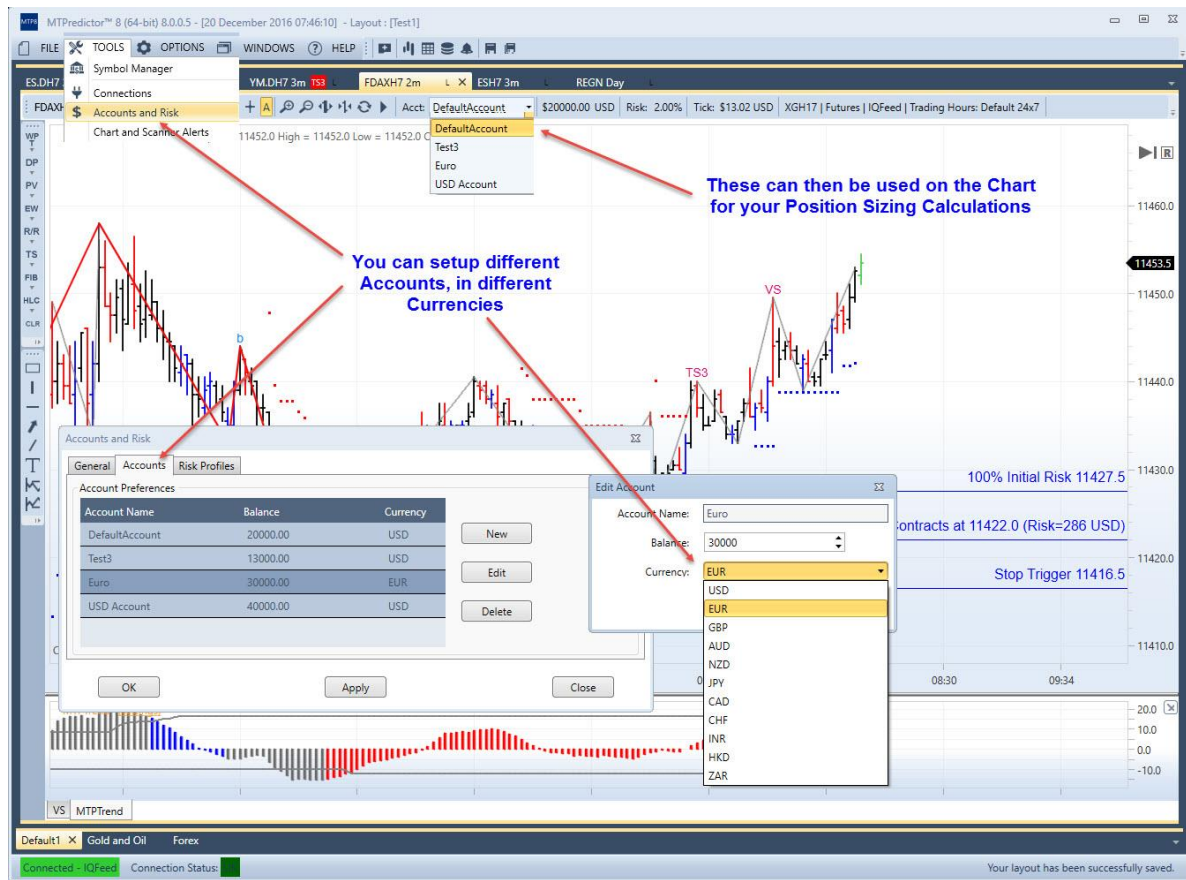 MTPredictor™ 8 (64-bit) 8.0.0.5 - [20 December 2016 07:46:10] - Layout : [Test1]
FILE TOOLS OPTIONS WINDOWS HELP
Symbol Manager
Connections
Accounts and Risk
Chart and Scanner Alerts
ES.DH7 YM.DH7 3m TS3 L FDAXH7 2m L X ESH7 3m L REGN Day L
FDAX A Acct: DefaultAccount $20000.00 USD Risk: 2.00% Tick: $13.02 USD XGH17 | Futures | IQFeed | Trading Hours: Default 24x7
DefaultAccount
Test3
Euro
USD Account
11452.0 High = 11452.0 Low = 11452.0 C
WP
T
DP
PV
EW
R/R
TS
FIB
HLC
CLR
T
R
These can then be used on the Chart
for your Position Sizing Calculations
You can setup different
Accounts, in different
Currencies
b
TS3
VS
11460.0
11453.5
11450.0
11440.0
11430.0
11420.0
11410.0
100% Initial Risk 11427.5
ontracts at 11422.0 (Risk=286 USD)
Stop Trigger 11416.5
Accounts and Risk
General Accounts Risk Profiles
Account Preferences
Account Name Balance Currency
DefaultAccount 20000.00 USD
Test3 13000.00 USD
Euro 30000.00 EUR
USD Account 40000.00 USD
New
Edit
Delete
OK Apply Close
Edit Account
Account Name: Euro
Balance: 30000
Currency: EUR
USD
EUR
GBP
AUD
NZD
JPY
CAD
CHF
INR
HKD
ZAR
08:30 09:34
20.0
10.0
0.0
-10.0
VS MTPTrend
Default1 X Gold and Oil Forex
Connected - IQFeed Connection Status: Your layout has been successfully saved.